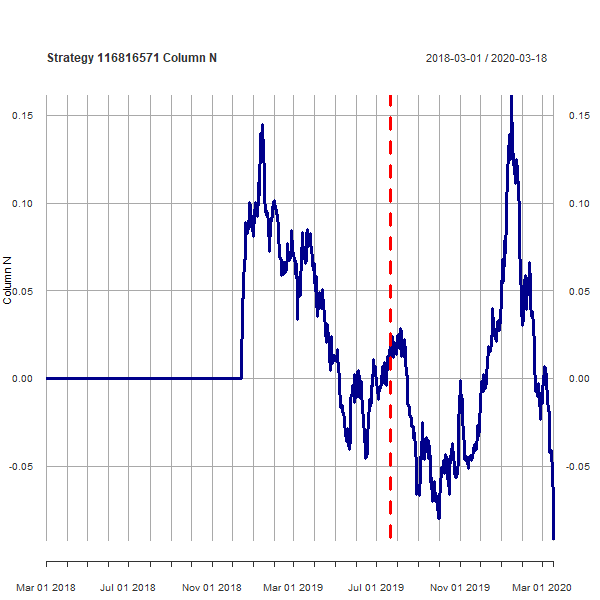 Strategy 116816571 Column N
2018-03-01 / 2020-03-18
0.15
0.15
0.10
0.10
Column N
0.05
0.05
0.00
0.00
-0.05
-0.05
Mar 01 2018
Jul 01 2018
Nov 01 2018
Mar 01 2019
Jul 01 2019
Nov 01 2019
Mar 01 2020